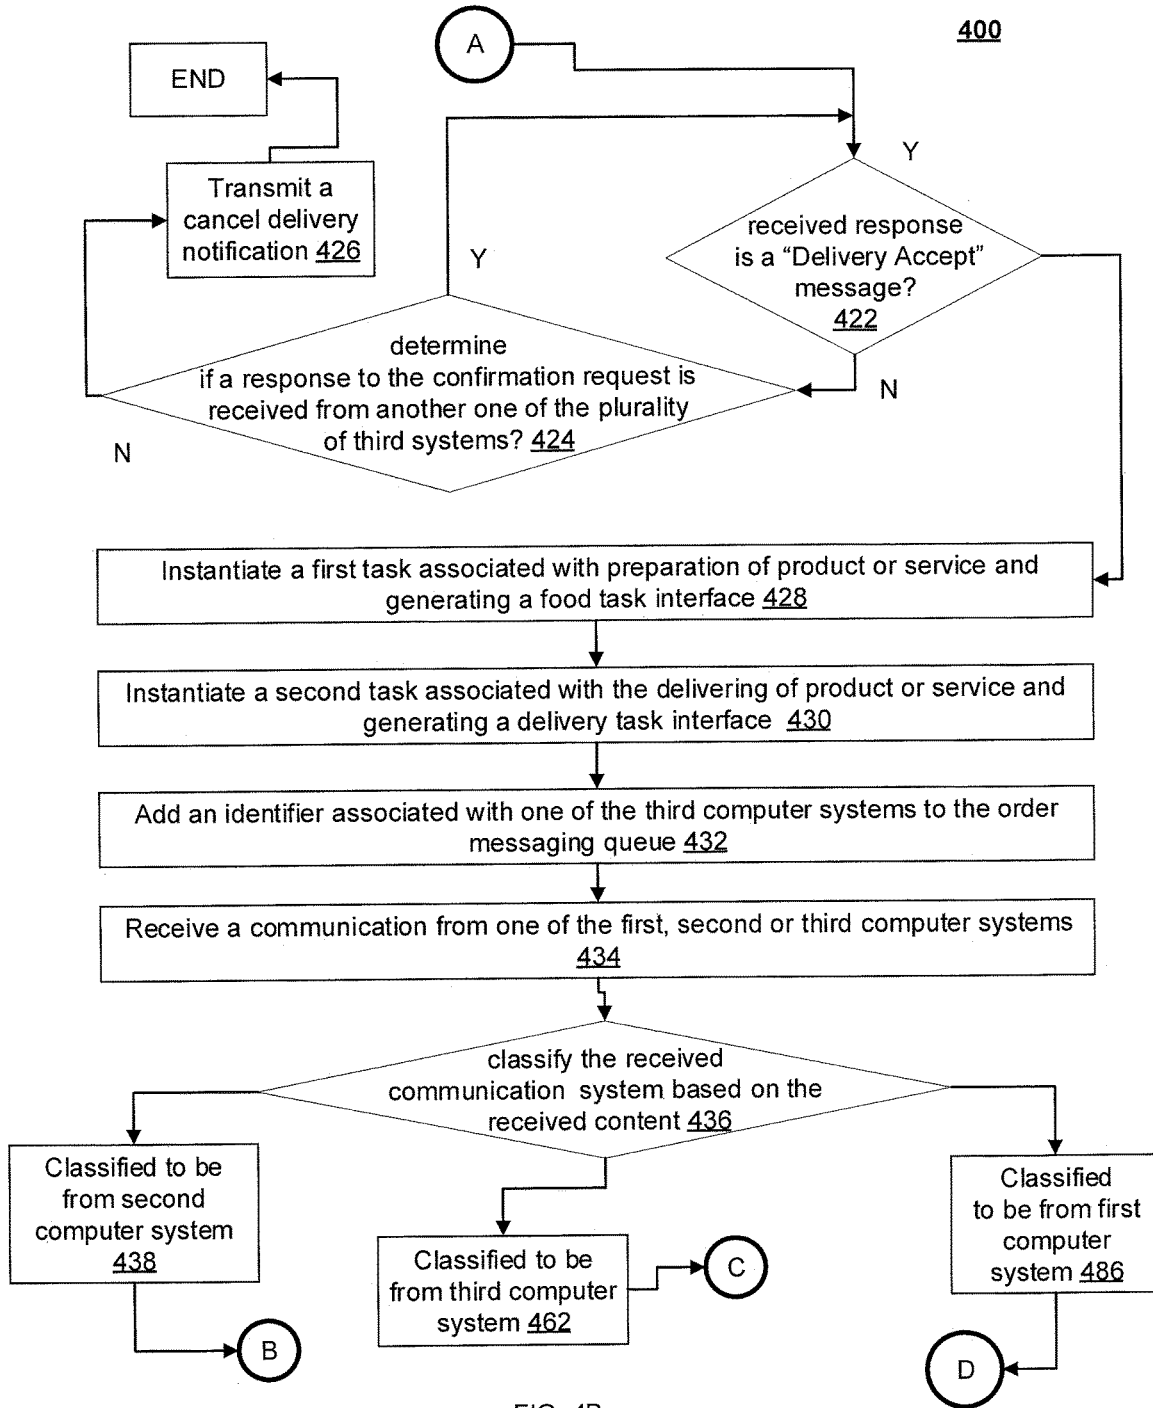 400
A
END
Y
Transmit a
cancel delivery
notification 426
received response
is a “Delivery Accept”
message?
422
Y
determine
if a response to the confirmation request is
received from another one of the plurality
of third systems? 424
N
N
Instantiate a first task associated with preparation of product or service and
generating a food task interface 428
Instantiate a second task associated with the delivering of product or service and
generating a delivery task interface 430
Add an identifier associated with one of the third computer systems to the order
messaging queue 432
Receive a communication from one of the first, second or third computer systems
434
classify the received
communication system based on the
received content 436
Classified to be
from second
computer system
438
Classified to be
from third computer
system 462
C
Classified
to be from first
computer
system 486
B
D